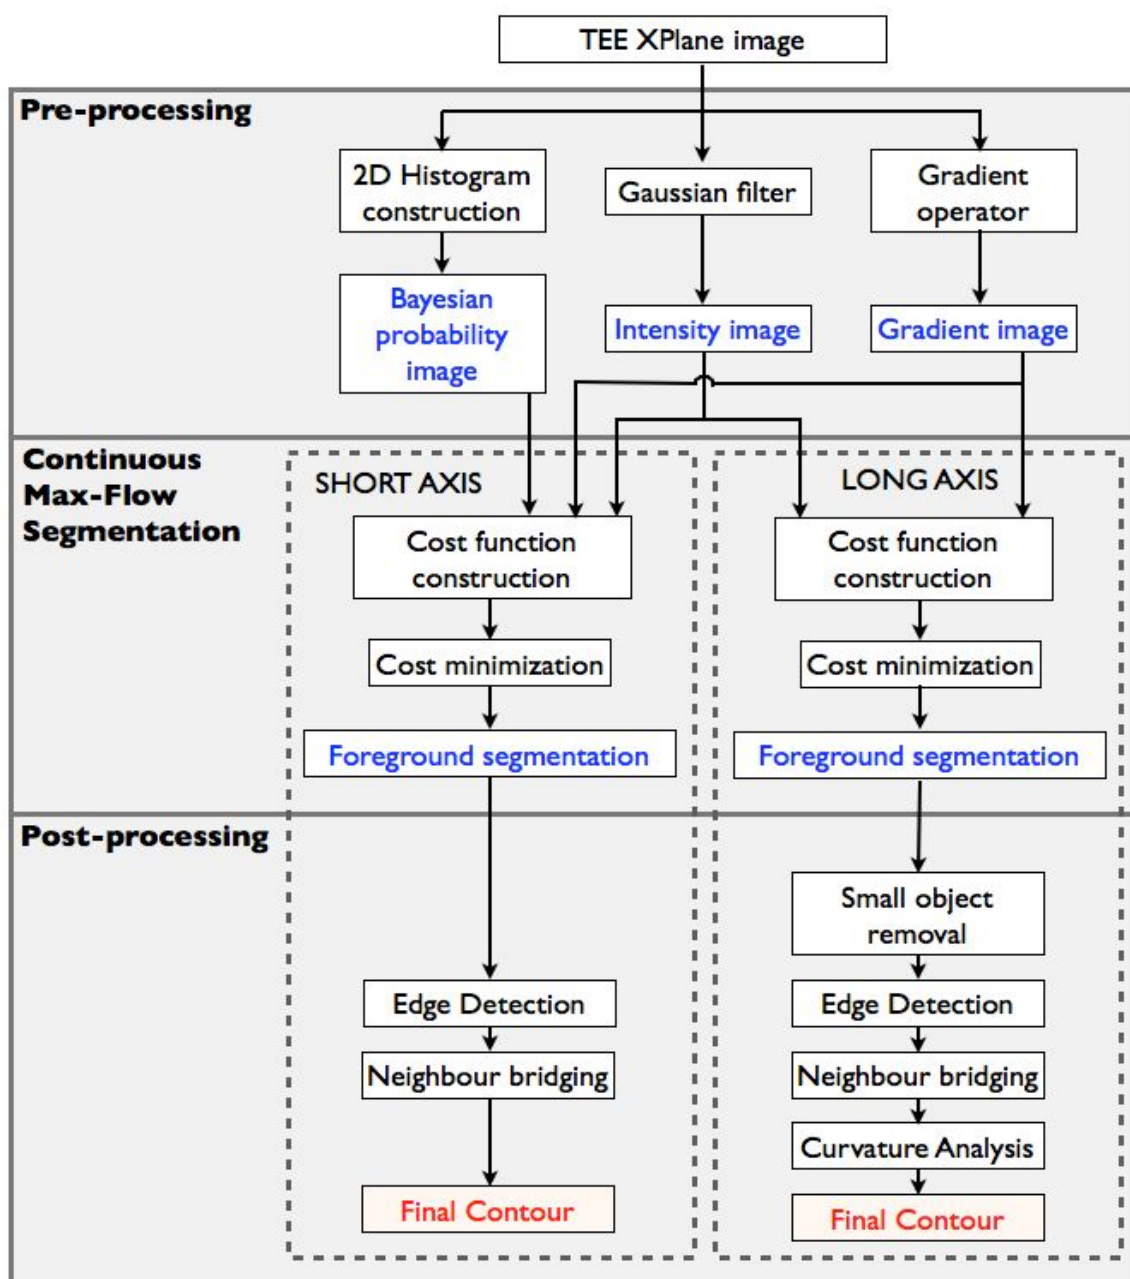 TEE XPlane image
Pre-processing
2D Histogram
construction
Gaussian filter
Gradient
operator
Bayesian
probability
image
Intensity image
Gradient image
Continuous
Max-Flow
Segmentation
SHORT AXIS
LONG AXIS
Cost function
construction
Cost function
construction
Cost minimization
Cost minimization
Foreground segmentation
Foreground segmentation
Post-processing
Small object
removal
Edge Detection
Edge Detection
Neighbour bridging
Neighbour bridging
Curvature Analysis
Final Contour
Final Contour